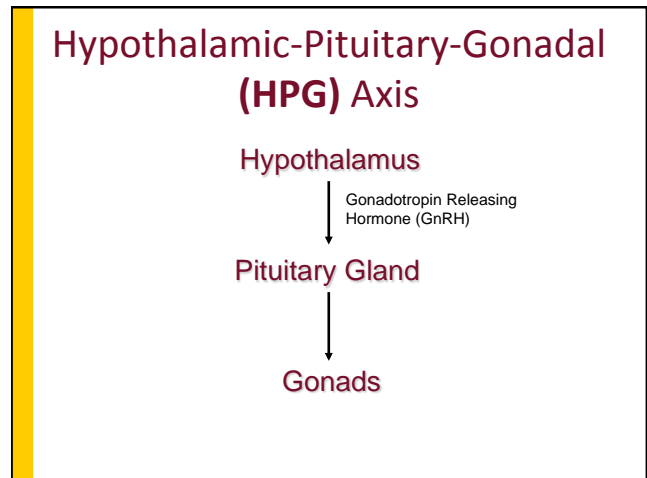 Hypothalamic-Pituitary-Gonadal
(HPG) Axis
Hypothalamus
Gonadotropin Releasing
Hormone (GnRH)
Pituitary Gland
Gonads